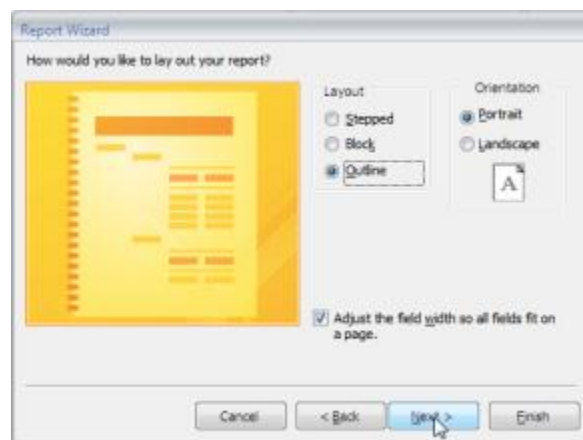 Report Wizard
How would you like to lay out your report?
Layout
Stepped
Block
Outline
Orientation
Portrait
Landscape
A
Adjust the field width so all fields fit on
a page.
Cancel
< Back
Next >
Finish